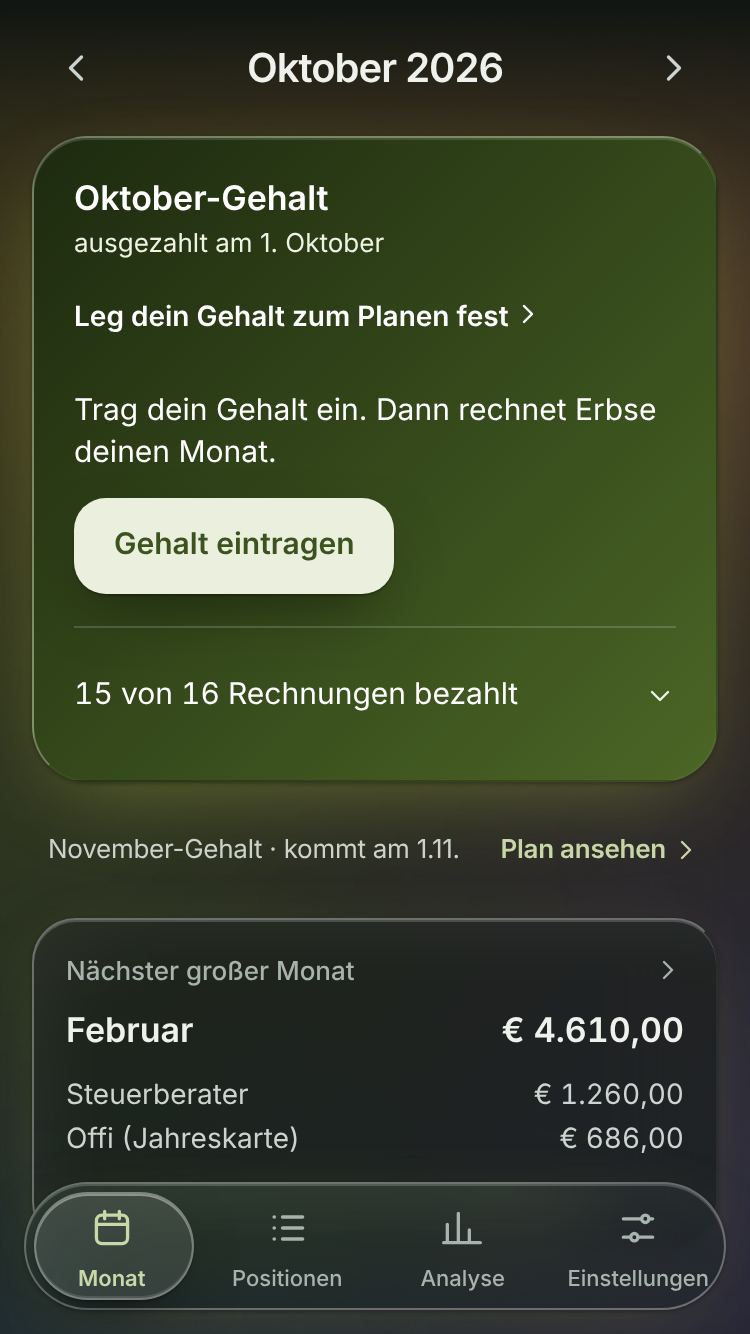 Oktober 2026
Oktober-Gehalt
ausgezahlt am 1. Oktober
Leg dein Gehalt zum Planen fest
Trag dein Gehalt ein. Dann rechnet Erbse
deinen Monat.
Gehalt eintragen
15 von 16 Rechnungen bezahlt
November-Gehalt · kommt am 1.11. Plan ansehen
Nächster großer Monat
Februar € 4.610,00
Steuerberater € 1.260,00
Offi (Jahreskarte) € 686,00
Monat Positionen Analyse Einstellungen